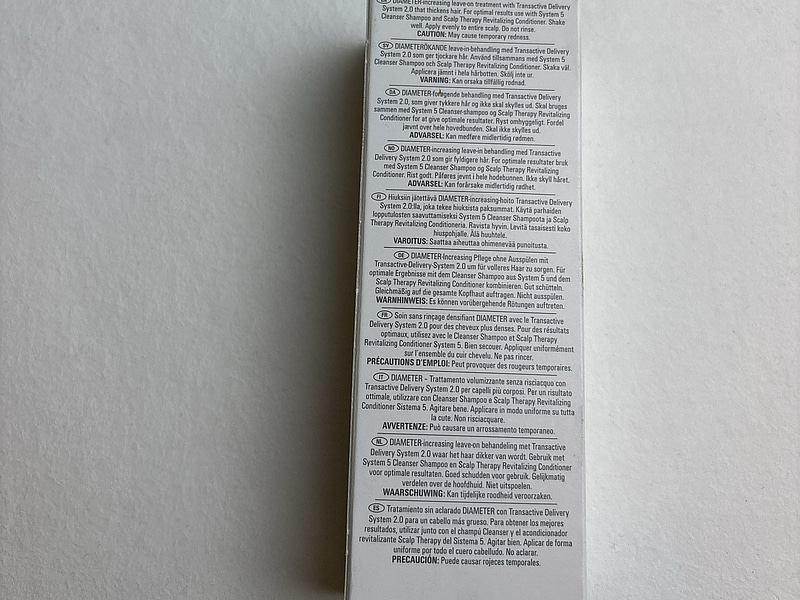 DIAMETER-increasing leave-on treatment with Transactive Delivery
System 2.0 that thickens hair. For optimal results use with System 5
Cleanser Shampoo and Scalp Therapy Revitalizing Conditioner. Shake
well. Apply evenly to entire scalp. Do not rinse.
CAUTION: May cause temporary redness.
SV DIAMETERÖKANDE leave-in-behandling med Transactive Delivery
System 2.0 som ger tjockare hår. Använd tillsammans med System 5
Cleanser Shampoo och Scalp Therapy Revitalizing Conditioner. Skaka väl.
Applicera jämnt i hela hårbotten. Skölj inte ur.
VARNING: Kan orsaka tillfällig rodnad.
DA DIAMETER-forøgende behandling med Transactive Delivery
System 2.0, som giver tykkere hår og ikke skal skylles ud. Skal bruges
sammen med System 5 Cleanser-shampoo og Scalp Therapy Revitalizing
Conditioner for at give optimale resultater. Ryst omhyggeligt. Fordel
jævnt over hele hovedbunden. Skal ikke skylles ud.
ADVARSEL: Kan medføre midlertidig rødmen.
NO DIAMETER-increasing leave-in behandling med Transactive
Delivery System 2.0 som gir fyldigere hår. For optimale resultater bruk
med System 5 Cleanser Shampoo og Scalp Therapy Revitalizing
Conditioner. Rist godt. Påføres jevnt i hele hodebunnen. Ikke skyll håret.
ADVARSEL: Kan forårsake midlertidig rødhet.
FI Hiuksiin jätettävä DIAMETER-increasing-hoito Transactive Delivery
System 2.0:lla, joka tekee hiuksista paksummat. Käytä parhaiden
lopputulosten saavuttamiseksi System 5 Cleanser Shampoota ja Scalp
Therapy Revitalizing Conditioneria. Ravista hyvin. Levitä tasaisesti koko
hiuspohjalle. Älä huuhtele.
VAROITUS: Saattaa aiheuttaa ohimenevää punoitusta.
DE DIAMETER-Increasing Pflege ohne Ausspülen mit
Transactive-Delivery-System 2.0 um für volleres Haar zu sorgen. Für
optimale Ergebnisse mit dem Cleanser Shampoo aus System 5 und dem
Scalp Therapy Revitalizing Conditioner kombinieren. Gut schütteln.
Gleichmäßig auf die gesamte Kopfhaut auftragen. Nicht ausspülen.
WARNHINWEIS: Es können vorübergehende Rötungen auftreten.
FR Soin sans rinçage densifiant DIAMETER avec le Transactive
Delivery System 2.0 pour des cheveux plus denses. Pour des résultats
optimaux, utilisez avec le Cleanser Shampoo et Scalp Therapy
Revitalizing Conditioner System 5. Bien secouer. Appliquer uniformément
sur l'ensemble du cuir chevelu. Ne pas rincer.
PRÉCAUTIONS D'EMPLOI: Peut provoquer des rougeurs temporaires.
IT DIAMETER – Trattamento volumizzante senza risciacquo con
Transactive Delivery System 2.0 per capelli più corposi. Per un risultato
ottimale, utilizzare con Cleanser Shampoo e Scalp Therapy Revitalizing
Conditioner Sistema 5. Agitare bene. Applicare in modo uniforme su tutta
la cute. Non risciacquare.
AVVERTENZE: Può causare un arrossamento temporaneo.
NL DIAMETER-increasing leave-on behandeling met Transactive
Delivery System 2.0 waar het haar dikker van wordt. Gebruik met
System 5 Cleanser Shampoo en Scalp Therapy Revitalizing Conditioner
voor optimale resultaten. Goed schudden voor gebruik. Gelijkmatig
verdelen over de hoofdhuid. Niet uitspoelen.
WAARSCHUWING: Kan tijdelijke roodheid veroorzaken.
ES Tratamiento sin aclarado DIAMETER con Transactive Delivery
System 2.0 para un cabello más grueso. Para obtener los mejores
resultados, utilizar junto con el champú Cleanser y el acondicionador
revitalizante Scalp Therapy del Sistema 5. Agitar bien. Aplicar de forma
uniforme por todo el cuero cabelludo. No aclarar.
PRECAUCIÓN: Puede causar rojeces temporales.